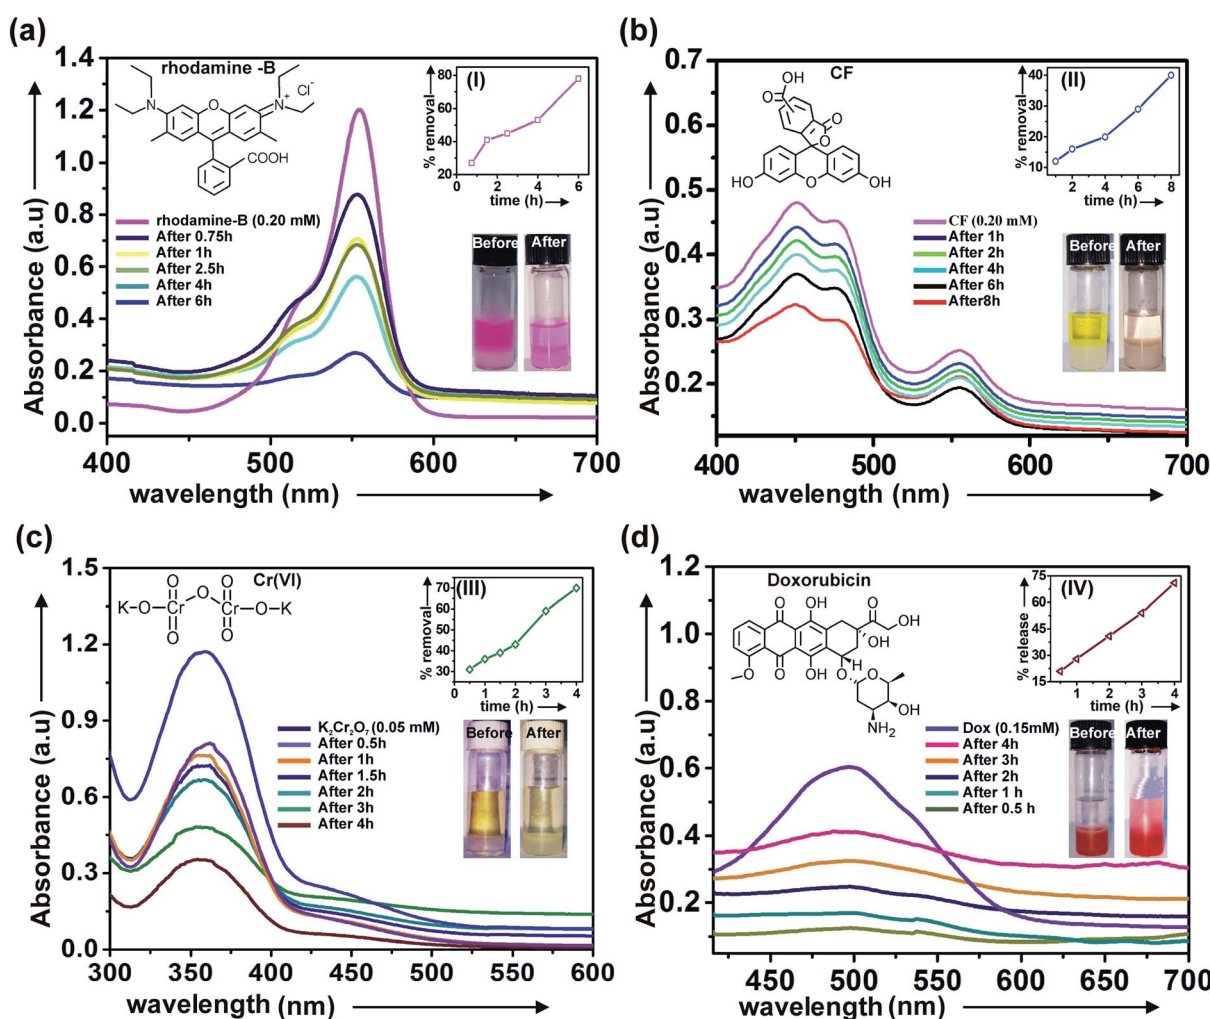 (a)
1.4
1.2
1.0
0.8
0.6
0.4
0.2
0.0
Absorbance (a.u)
400
500
600
700
wavelength (nm)
rhodamine -B
N
O
N
+
Cl-
COOH
rhodamine-B (0.20 mM)
After 0.75h
After 1h
After 2.5h
After 4h
After 6h
(I)
% removal
80
60
40
20
0
2
4
6
time (h)
Before
After
(b)
0.7
0.6
0.5
0.4
0.3
0.2
Absorbance (a.u)
400
500
600
700
wavelength (nm)
CF
OH
O
O
O
HO
O
OH
CF (0.20 mM)
After 1h
After 2h
After 4h
After 6h
After8h
(II)
% removal
40
30
20
10
2
4
6
8
time (h)
Before
After
(c)
1.5
1.2
0.9
0.6
0.3
0.0
Absorbance (a.u)
300
350
400
450
500
550
600
wavelength (nm)
Cr(VI)
O
O
O
K-O-Cr
Cr-O-K
O
O
K₂Cr₂O₇ (0.05 mM)
After 0.5h
After 1h
After 1.5h
After 2h
After 3h
After 4h
(III)
% removal
70
60
50
40
30
0
1
2
3
4
time (h)
Before
After
(d)
1.2
1.0
0.8
0.6
0.4
0.2
Absorbance (a.u)
450
500
550
600
650
700
wavelength (nm)
Doxorubicin
O
OH
O
OH
OH
O
O
OH
O
H
O
OH
NH₂
Dox (0.15mM)
After 4h
After 3h
After 2h
After 1 h
After 0.5 h
(IV)
% release
75
60
45
30
15
1
2
3
4
time (h)
Before
After